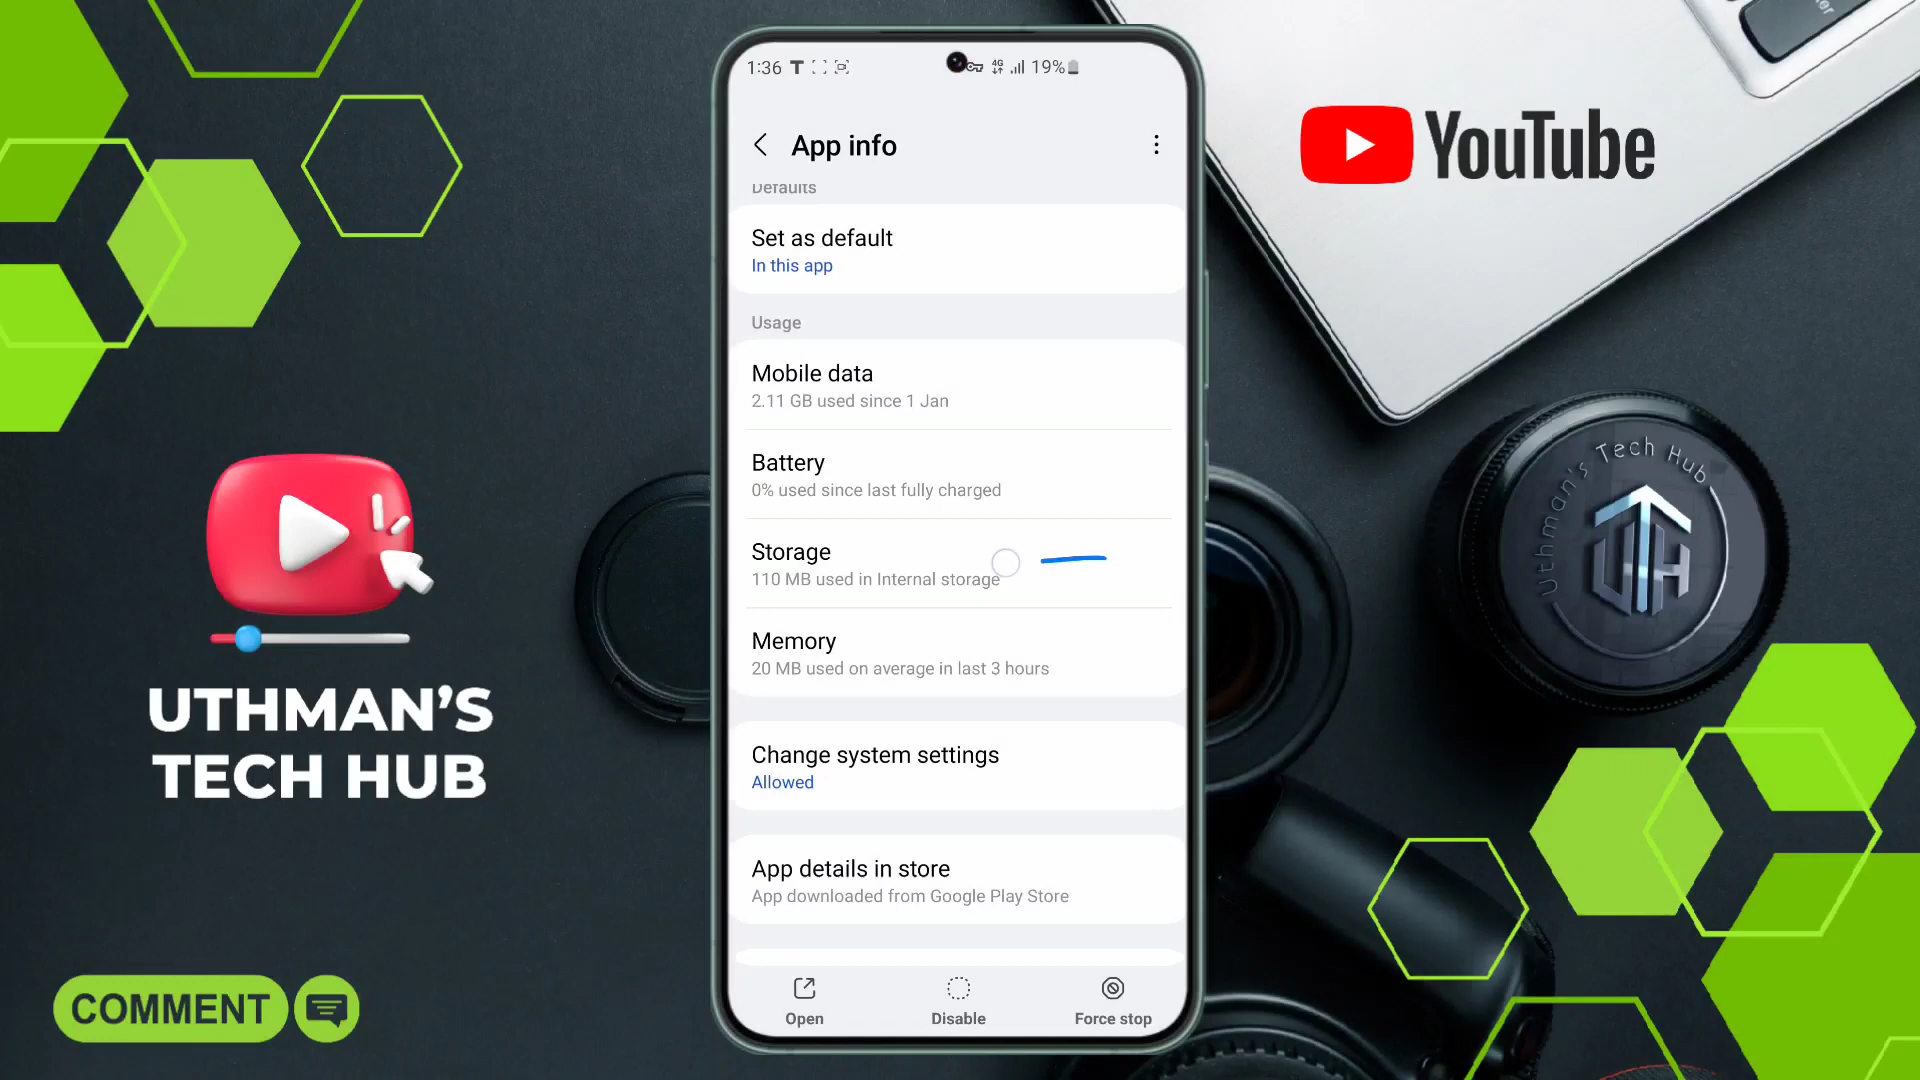 1:36 T 4G 19%
App info
Defaults
Set as default
In this app
Usage
Mobile data
2.11 GB used since 1 Jan
Battery
0% used since last fully charged
Storage
110 MB used in Internal storage
Memory
20 MB used on average in last 3 hours
Change system settings
Allowed
App details in store
App downloaded from Google Play Store
Open
Disable
Force stop
YouTube
Uthman's Tech Hub
UTH
UTHMAN'S
TECH HUB
COMMENT